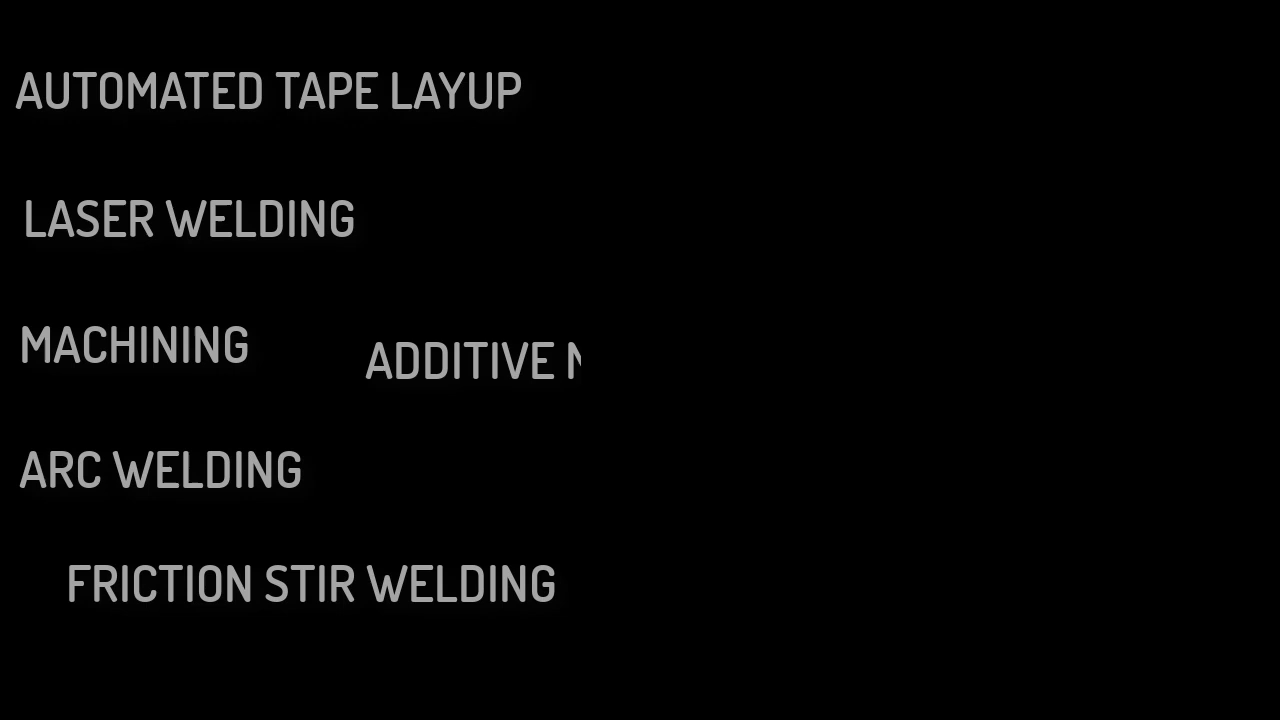 AUTOMATED TAPE LAYUP
LASER WELDING
MACHINING
ADDITIVE
ARC WELDING
FRICTION STIR WELDING